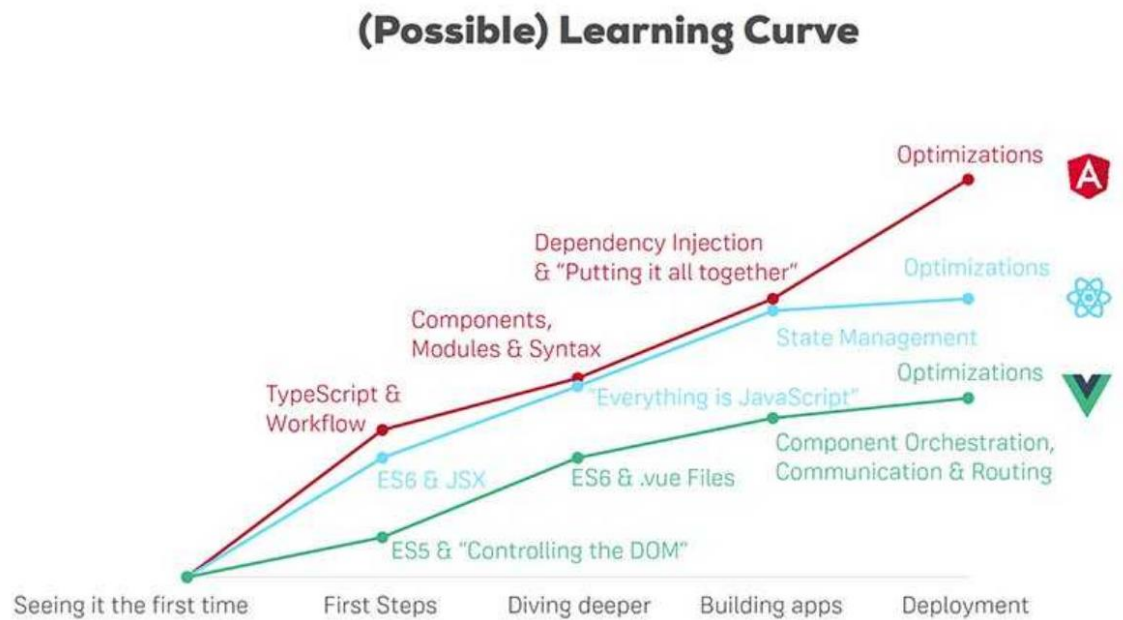 (Possible) Learning Curve
Optimizations
A
Dependency Injection
& "Putting it all together"
Optimizations
Components,
Modules & Syntax
State Management
Optimizations
TypeScript &
Workflow
"Everything is JavaScript"
Component Orchestration,
Communication & Routing
ES6 & JSX
ES6 & .vue Files
ES5 & "Controlling the DOM"
Seeing it the first time
First Steps
Diving deeper
Building apps
Deployment